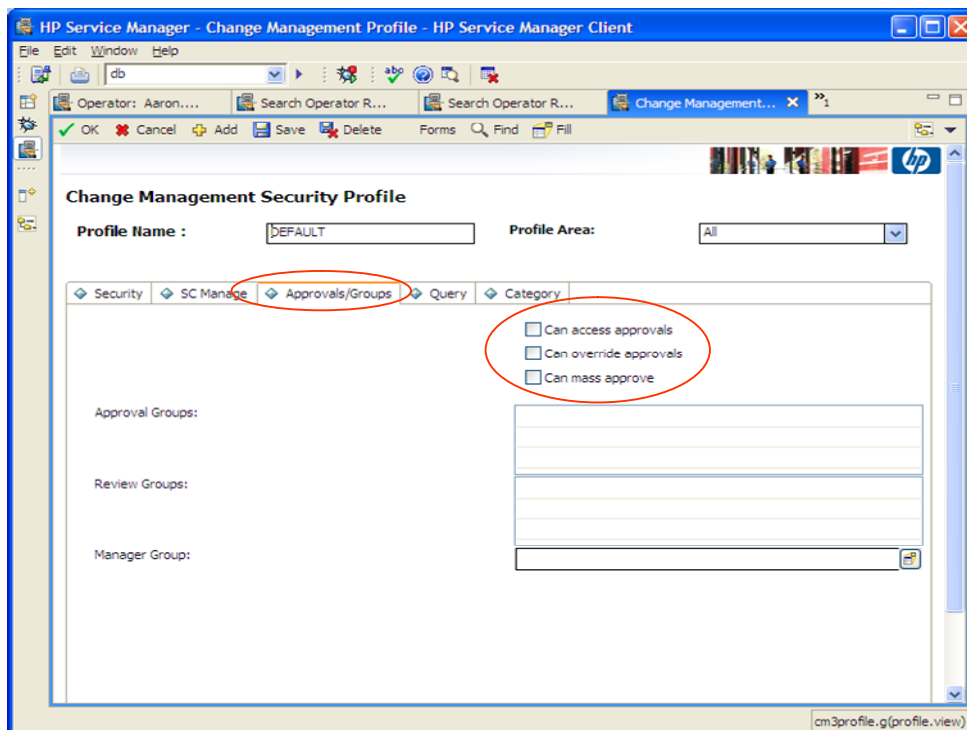 HP Service Manager - Change Management Profile - HP Service Manager Client
File Edit Window Help
db
abc
Operator: Aaron.... Search Operator R... Search Operator R... Change Management... »1
OK Cancel Add Save Delete Forms Find Fill
hp
Change Management Security Profile
Profile Name : DEFAULT Profile Area: All
Security SC Manage Approvals/Groups Query Category
Can access approvals
Can override approvals
Can mass approve
Approval Groups:
Review Groups:
Manager Group:
cm3profile.g(profile.view)